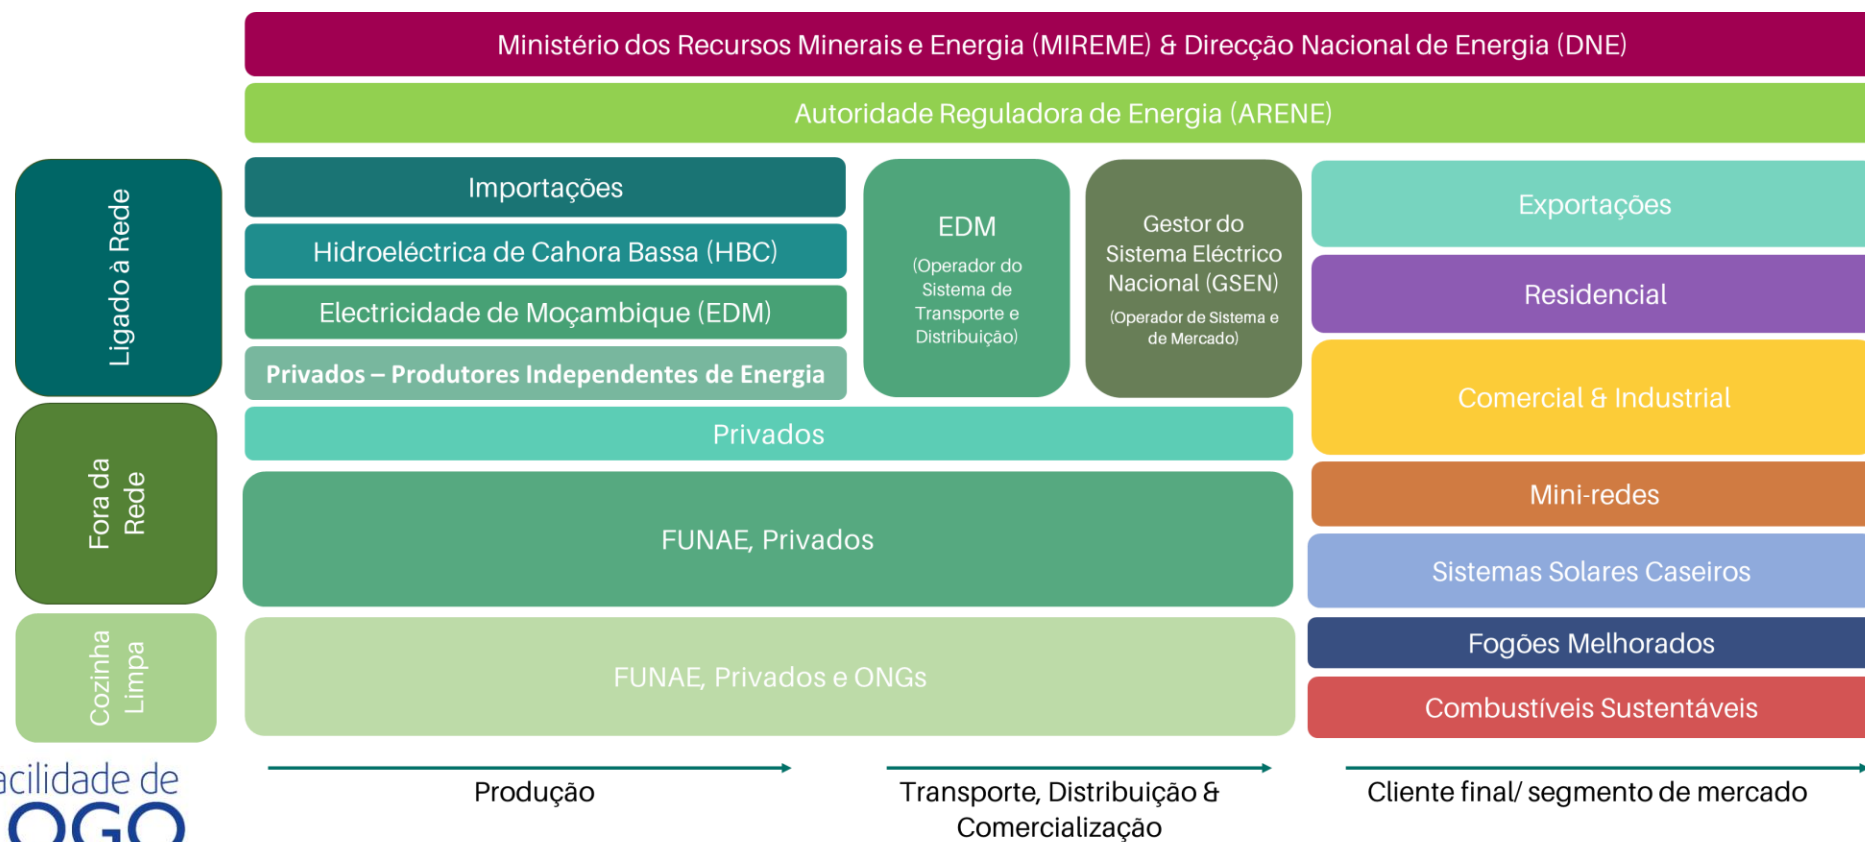 Ministério dos Recursos Minerais e Energia (MIREME) & Direcção Nacional de Energia (DNE)
Autoridade Reguladora de Energia (ARENE)
Ligado à Rede
Importações
Hidroeléctrica de Cahora Bassa (HBC)
Electricidade de Moçambique (EDM)
Privados – Produtores Independentes de Energia
EDM
(Operador do
Sistema de
Transporte e
Distribuição)
Gestor do
Sistema Eléctrico
Nacional (GSEN)
(Operador de Sistema e
de Mercado)
Exportações
Residencial
Comercial & Industrial
Fora da
Rede
Privados
FUNAE, Privados
Mini-redes
Sistemas Solares Caseiros
Cozinha
Limpa
FUNAE, Privados e ONGs
Fogões Melhorados
Combustíveis Sustentáveis
Produção
Transporte, Distribuição &
Comercialização
Cliente final/ segmento de mercado
acilidade de
OGO